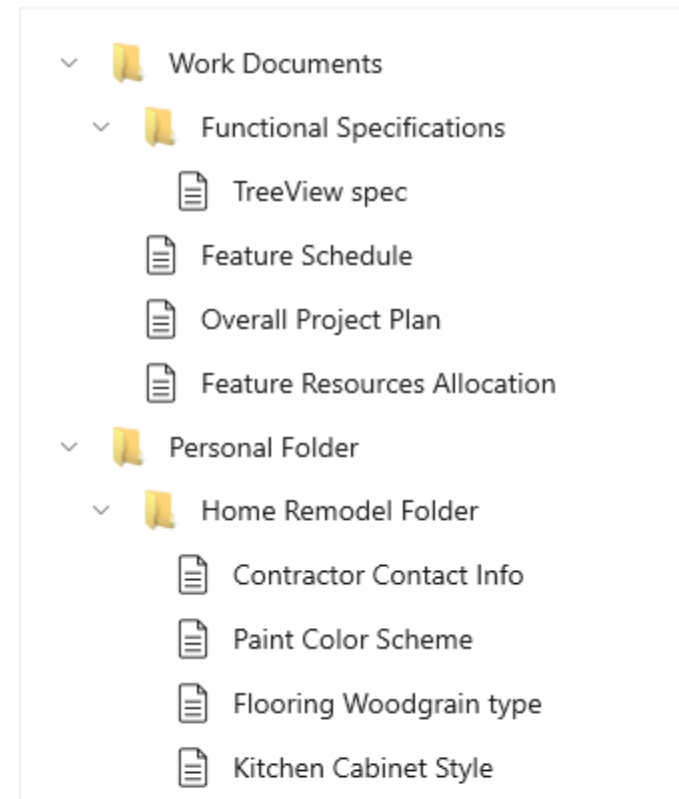 Work Documents
Functional Specifications
TreeView spec
Feature Schedule
Overall Project Plan
Feature Resources Allocation
Personal Folder
Home Remodel Folder
Contractor Contact Info
Paint Color Scheme
Flooring Woodgrain type
Kitchen Cabinet Style